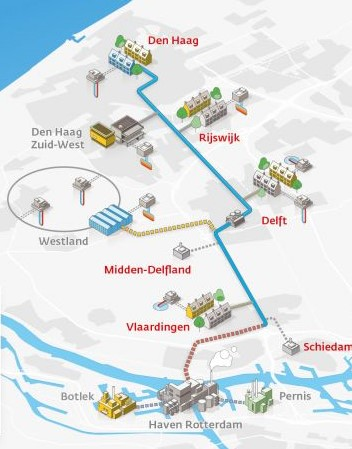 Den Haag
Den Haag
Zuid-West
Rijswijk
Delft
Westland
Midden-Delfland
Vlaardingen
Schiedam
Botlek
Pernis
Haven Rotterdam